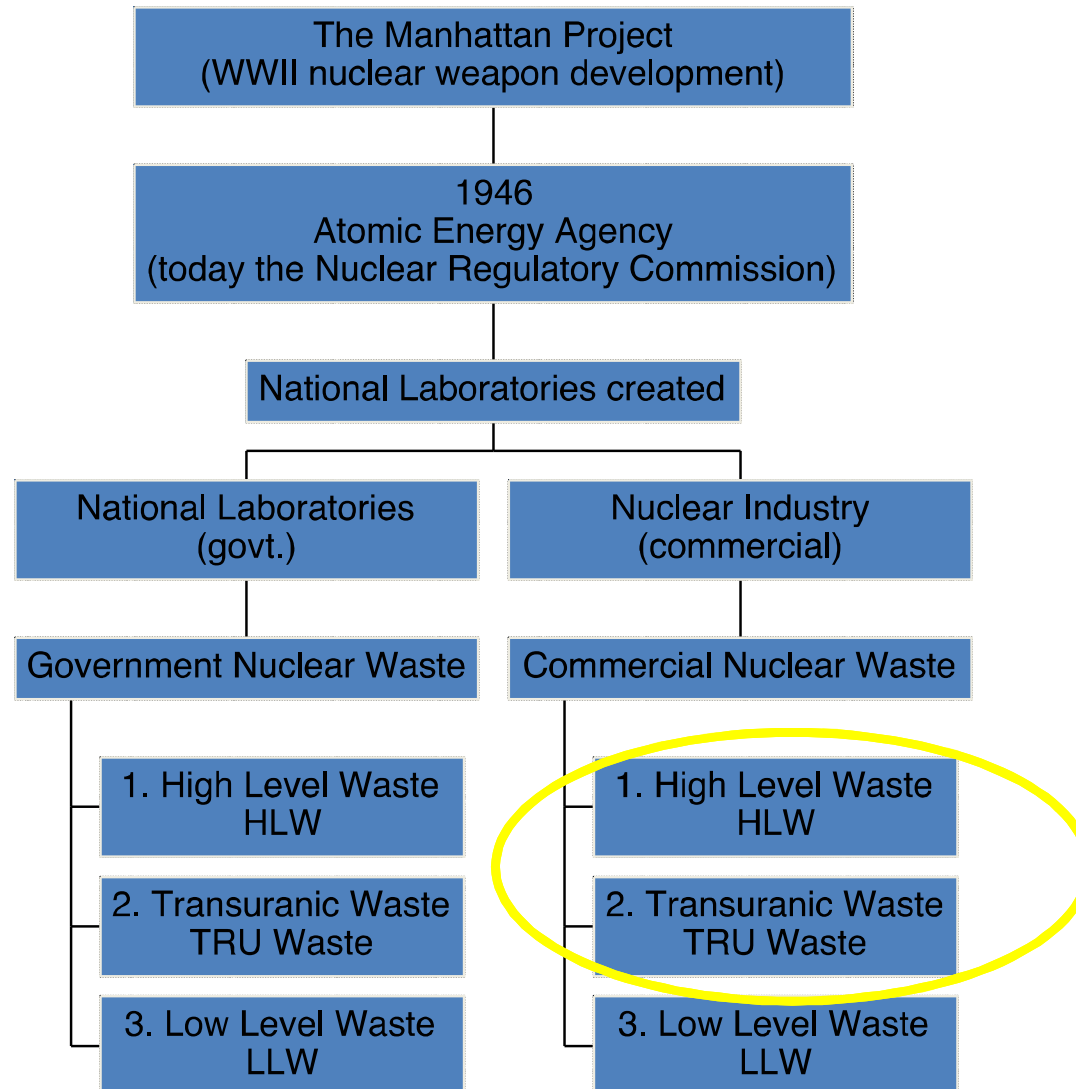 The Manhattan Project
(WWII nuclear weapon development)
1946
Atomic Energy Agency
(today the Nuclear Regulatory Commission)
National Laboratories created
National Laboratories
(govt.)
Nuclear Industry
(commercial)
Government Nuclear Waste
Commercial Nuclear Waste
1. High Level Waste
HLW
2. Transuranic Waste
TRU Waste
3. Low Level Waste
LLW
1. High Level Waste
HLW
2. Transuranic Waste
TRU Waste
3. Low Level Waste
LLW